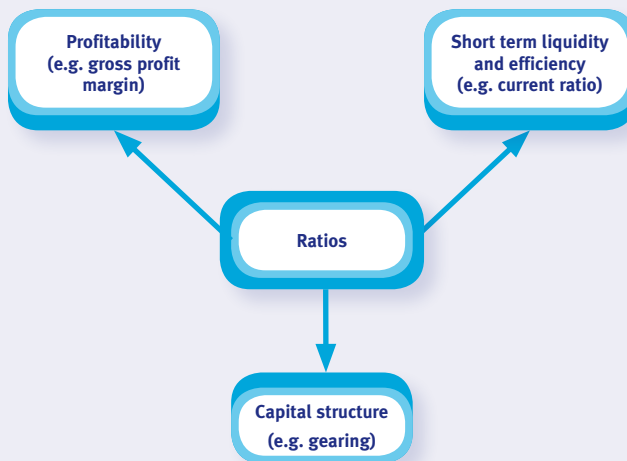 Profitability
(e.g. gross profit
margin)
Short term liquidity
and efficiency
(e.g. current ratio)
Ratios
Capital structure
(e.g. gearing)